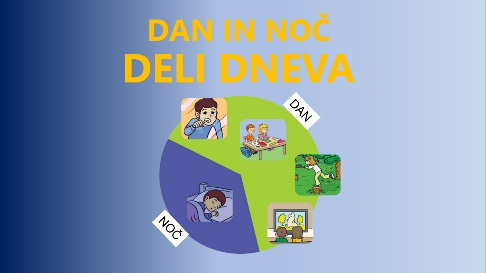 DAN IN NOČ
DELI DNEVA
DAN
NOČ